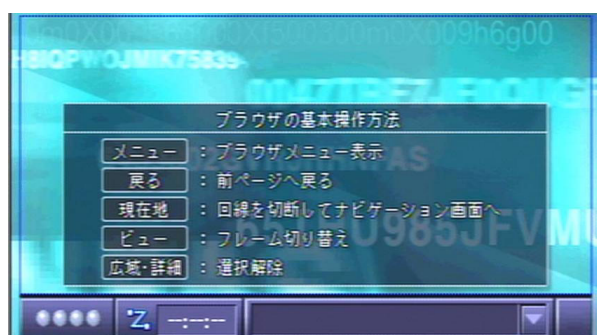 H8IQPWOJMIK75839-
ブラウザの基本操作方法
メニュー : ブラウザメニュー表示
戻る : 前ページへ戻る
現在地 : 回線を切断してナビゲーション画面へ
ビュー : フレーム切り替え
広域・詳細 : 選択解除
Z. --:--:--